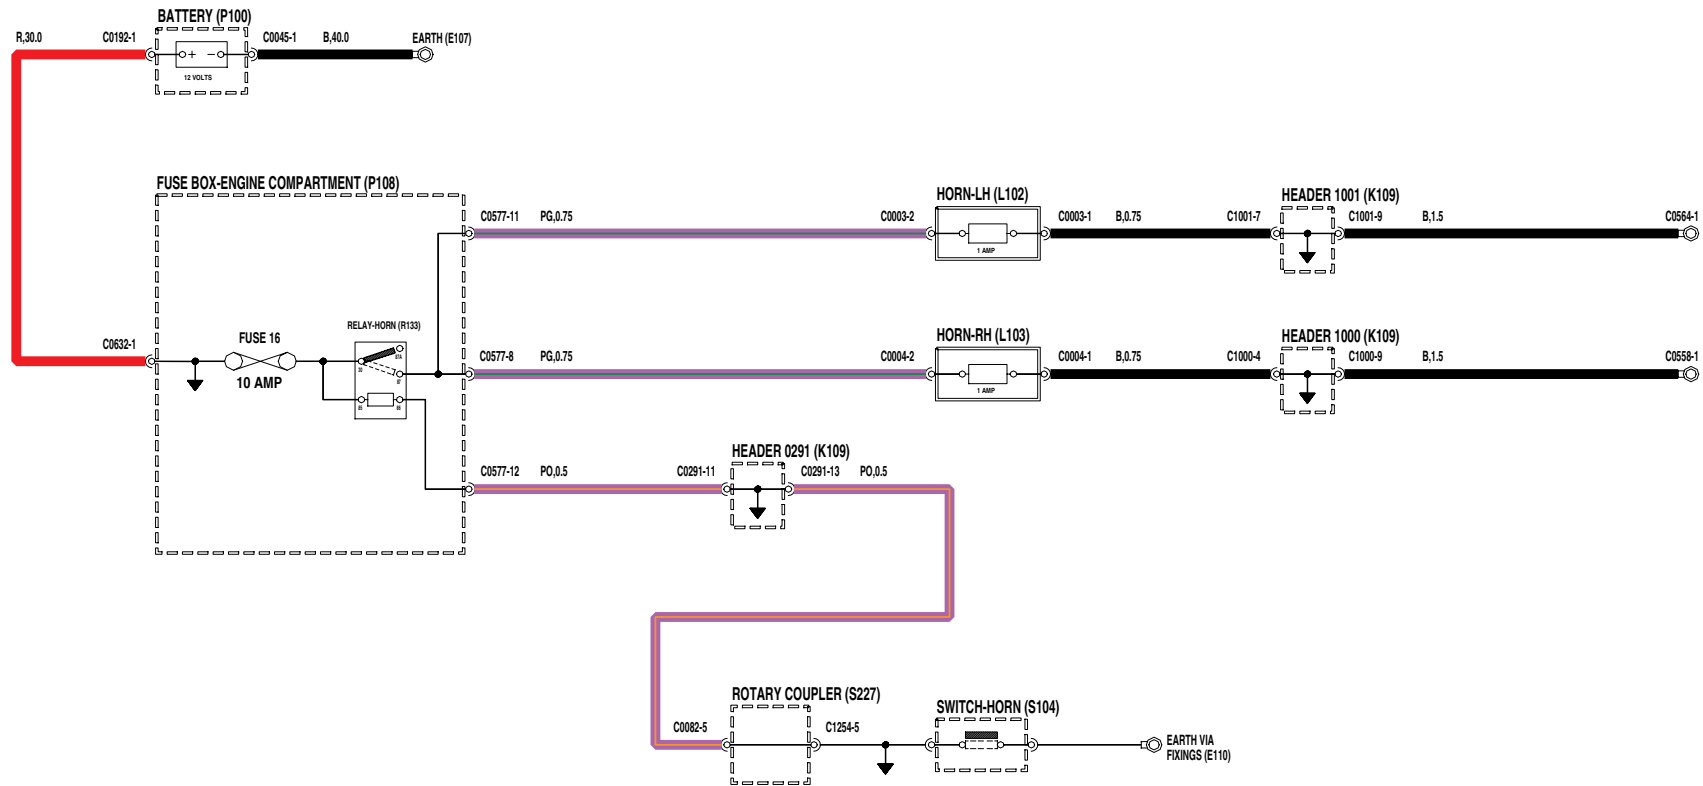 BATTERY (P100)
R,30.0 C0192-1 C0045-1 B,40.0 EARTH (E107)
+ −
12 VOLTS
FUSE BOX-ENGINE COMPARTMENT (P108)
HORN-LH (L102) HEADER 1001 (K109)
C0577-11 PG,0.75 C0003-2 C0003-1 B,0.75 C1001-7 C1001-9 B,1.5 C0564-1
1 AMP
RELAY-HORN (R133)
FUSE 16
HORN-RH (L103) HEADER 1000 (K109)
C0632-1 C0577-8 PG,0.75 C0004-2 C0004-1 B,0.75 C1000-4 C1000-9 B,1.5 C0558-1
87A
30
87
10 AMP
1 AMP
85 86
HEADER 0291 (K109)
C0577-12 PO,0.5 C0291-11 C0291-13 PO,0.5
ROTARY COUPLER (S227) SWITCH-HORN (S104)
C0082-5 C1254-5
EARTH VIA
FIXINGS (E110)